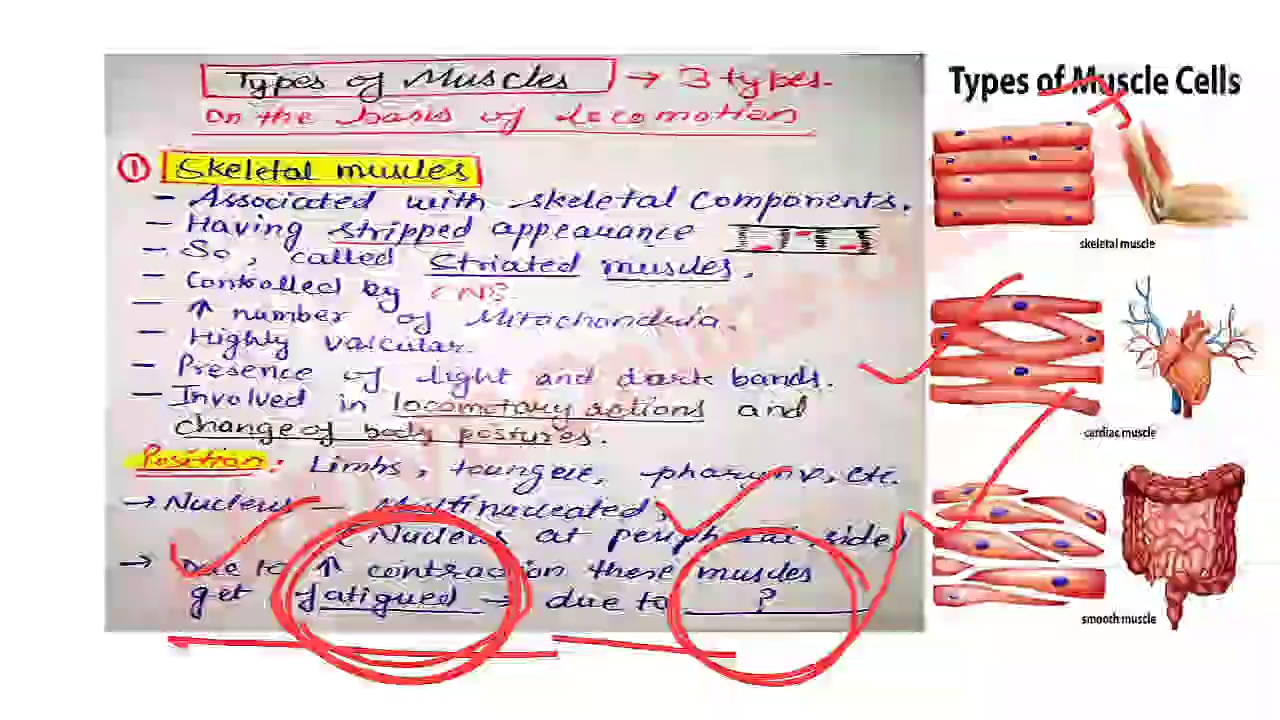 Types of Muscles → 3 types.
on the basis of locomotion
① Skeletal muscles
– Associated with skeletal components.
– Having stripped appearance
– So, called Striated muscles.
– Controlled by CNS.
– ↑ number of Mitochondria.
– Highly vascular.
– Presence of light and dark bands.
– Involved in locomotory actions and
change of body postures.
Position: Limbs, toungue, pharynx, etc.
→ Nucleus – Multinucleated,
(Nucleus at peripheral side)
→ Due to ↑ contraction these muscles
get fatigued → due to ?
Types of Muscle Cells
skeletal muscle
cardiac muscle
smooth muscle